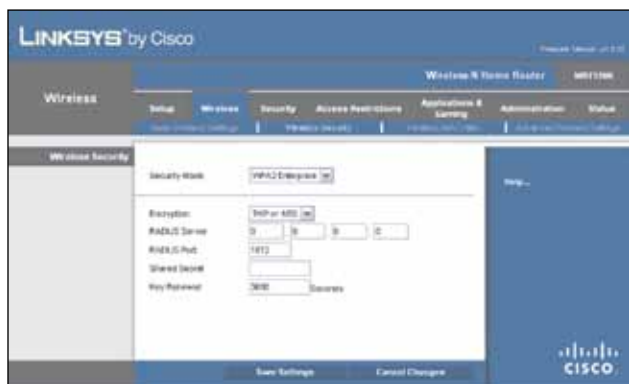 LINKSYS by Cisco
Wireless-N Home Router
Wireless
Setup Wireless Security Access Restrictions Applications & Gaming Administration Status
Wireless Security
Wireless Security
Security Mode: WPA2 Enterprise
Encryption: TKIP or AES
RADIUS Server: 0 . 0 . 0 . 0
RADIUS Port: 1812
Shared Secret:
Key Renewal: 3600 Seconds
Help...
Save Settings Cancel Changes
CISCO